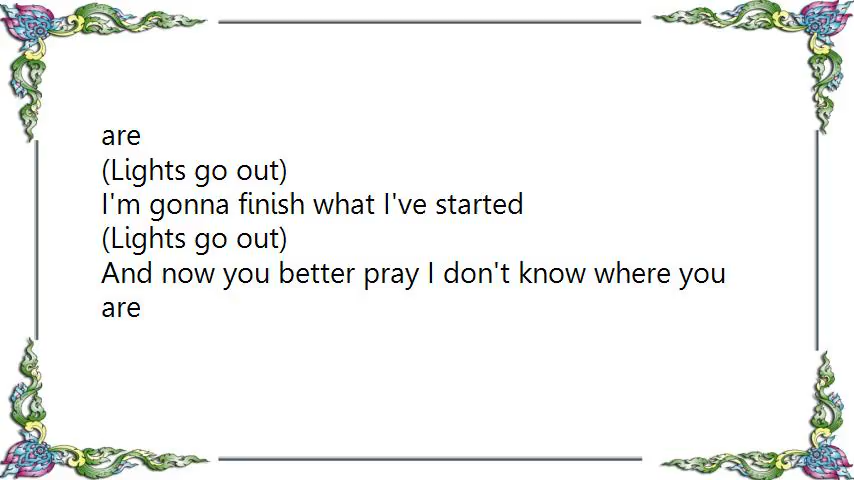 are
(Lights go out)
I'm gonna finish what I've started
(Lights go out)
And now you better pray I don't know where you
are